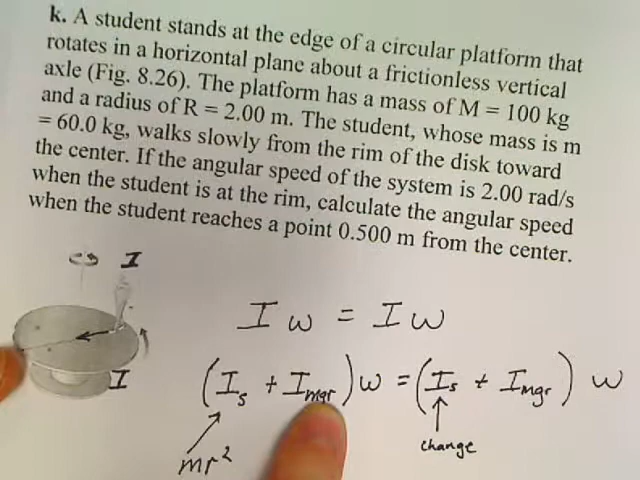 k. A student stands at the edge of a circular platform that
rotates in a horizontal plane about a frictionless vertical
axle (Fig. 8.26). The platform has a mass of M = 100 kg
and a radius of R = 2.00 m. The student, whose mass is m
= 60.0 kg, walks slowly from the rim of the disk toward
the center. If the angular speed of the system is 2.00 rad/s
when the student is at the rim, calculate the angular speed
when the student reaches a point 0.500 m from the center.
I
I
I ω = I ω
(Is + Imgr) ω = (Is + Imgr) ω
mr²
change